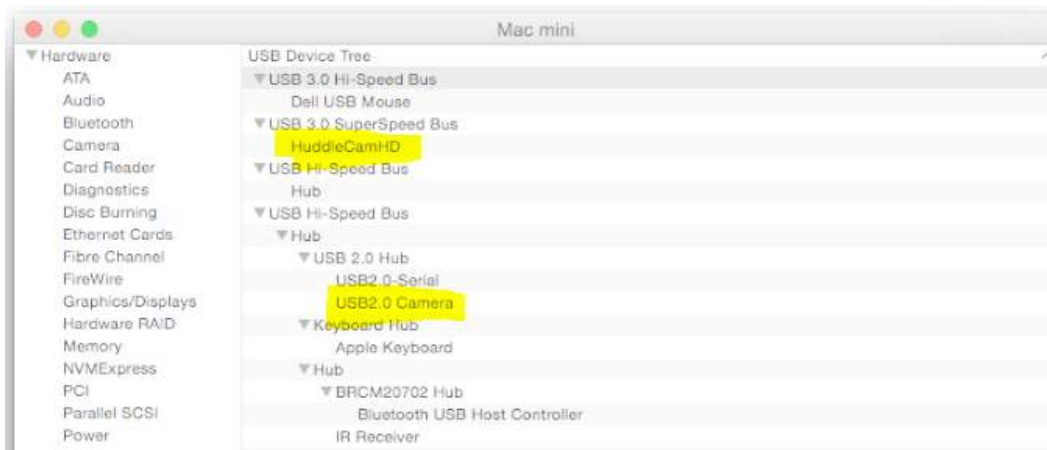 Mac mini
Hardware
ATA
Audio
Bluetooth
Camera
Card Reader
Diagnostics
Disc Burning
Ethernet Cards
Fibre Channel
FireWire
Graphics/Displays
Hardware RAID
Memory
NVMExpress
PCI
Parallel SCSI
Power
USB Device Tree
USB 3.0 Hi-Speed Bus
Dell USB Mouse
USB 3.0 SuperSpeed Bus
HuddleCamHD
USB Hi-Speed Bus
Hub
USB Hi-Speed Bus
Hub
USB 2.0 Hub
USB2.0-Serial
USB2.0 Camera
Keyboard Hub
Apple Keyboard
Hub
BRCM20702 Hub
Bluetooth USB Host Controller
IR Receiver